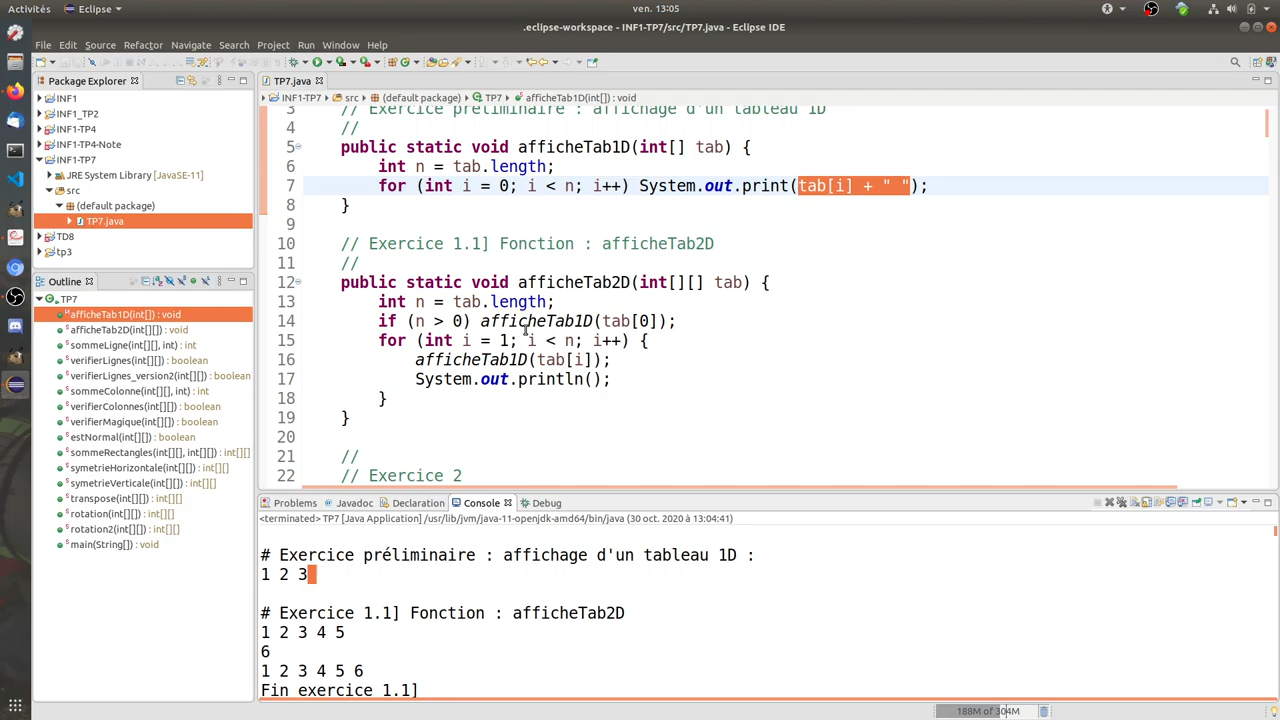 Activités Eclipse ven. 13:05
.eclipse-workspace - INF1-TP7/src/TP7.java - Eclipse IDE
File Edit Source Refactor Navigate Search Project Run Window Help
Package Explorer
INF1
INF1_TP2
INF1-TP4
INF1-TP4-Note
INF1-TP7
JRE System Library [JavaSE-11]
src
(default package)
TP7.java
TD8
tp3
Outline
TP7
afficheTab1D(int[]) : void
afficheTab2D(int[][]) : void
sommeLigne(int[][], int) : int
verifierLignes(int[][]) : boolean
verifierLignes_version2(int[][]) : boolean
sommeColonne(int[][], int) : int
verifierColonnes(int[][]) : boolean
verifierMagique(int[][]) : boolean
estNormal(int[][]) : boolean
sommeRectangles(int[][], int[][]) : int[][]
symetrieHorizontale(int[][]) : int[][]
symetrieVerticale(int[][]) : int[][]
transpose(int[][]) : int[][]
rotation(int[][]) : int[][]
rotation2(int[][]) : int[][]
main(String[]) : void
TP7.java
INF1-TP7 src (default package) TP7 afficheTab1D(int[]) : void
3 // Exercice préliminaire : affichage d'un tableau 1D
4 //
5 public static void afficheTab1D(int[] tab) {
6 int n = tab.length;
7 for (int i = 0; i < n; i++) System.out.print(tab[i] + " ");
8 }
9
10 // Exercice 1.1] Fonction : afficheTab2D
11 //
12 public static void afficheTab2D(int[][] tab) {
13 int n = tab.length;
14 if (n > 0) afficheTab1D(tab[0]);
15 for (int i = 1; i < n; i++) {
16 afficheTab1D(tab[i]);
17 System.out.println();
18 }
19 }
20
21 //
22 // Exercice 2
Problems Javadoc Declaration Console Debug
<terminated> TP7 [Java Application] /usr/lib/jvm/java-11-openjdk-amd64/bin/java (30 oct. 2020 à 13:04:41)
# Exercice préliminaire : affichage d'un tableau 1D :
1 2 3
# Exercice 1.1] Fonction : afficheTab2D
1 2 3 4 5
6
1 2 3 4 5 6
Fin exercice 1.1]
188M of 304M